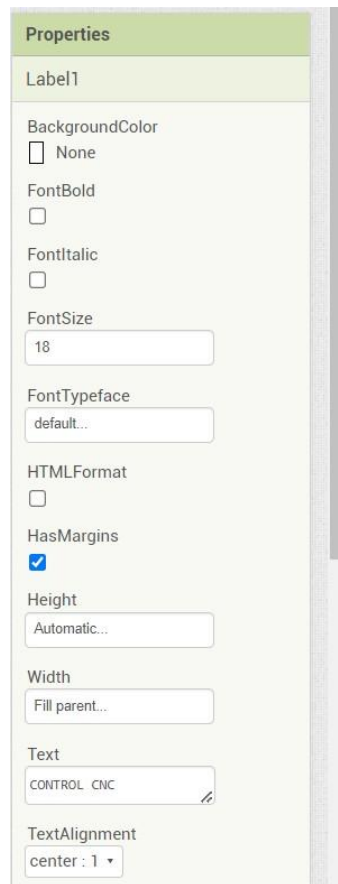 Properties
Label1
BackgroundColor
None
FontBold
FontItalic
FontSize
18
FontTypeface
default...
HTMLFormat
HasMargins
Height
Automatic...
Width
Fill parent...
Text
CONTROL CNC
TextAlignment
center : 1